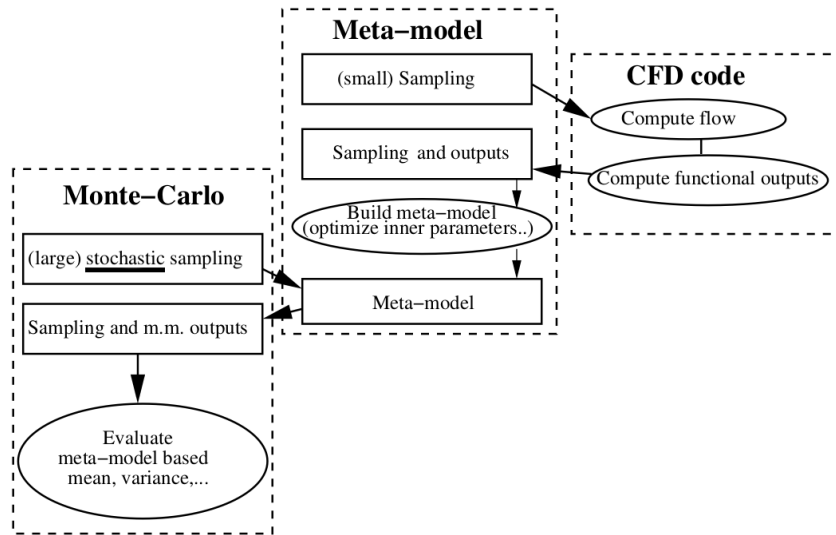 Meta−model
(small) Sampling
Sampling and outputs
Build meta−model
(optimize inner parameters..)
Meta−model
CFD code
Compute flow
Compute functional outputs
Monte−Carlo
(large) stochastic sampling
Sampling and m.m. outputs
Evaluate
meta−model based
mean, variance,...